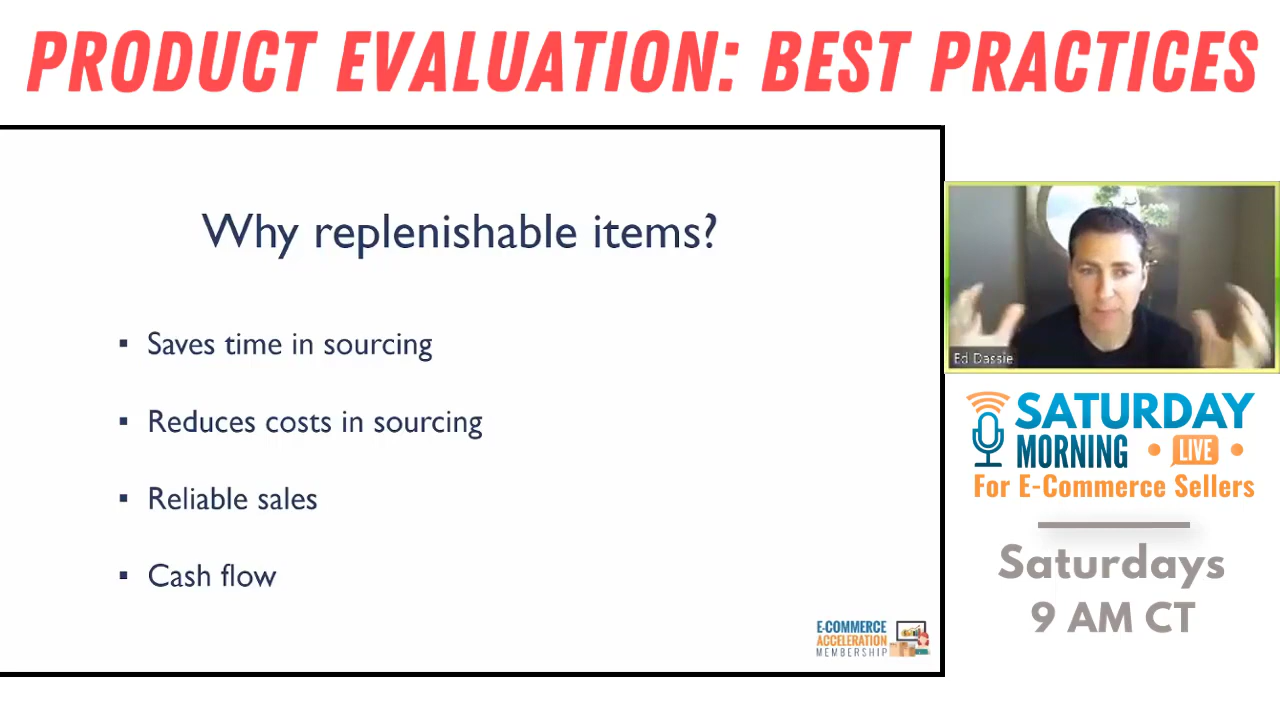 PRODUCT EVALUATION: BEST PRACTICES
Why replenishable items?
▪ Saves time in sourcing
▪ Reduces costs in sourcing
▪ Reliable sales
▪ Cash flow
E-COMMERCE
ACCELERATION
MEMBERSHIP
Ed Dassie
SATURDAY
MORNING • LIVE •
For E-Commerce Sellers
Saturdays
9 AM CT